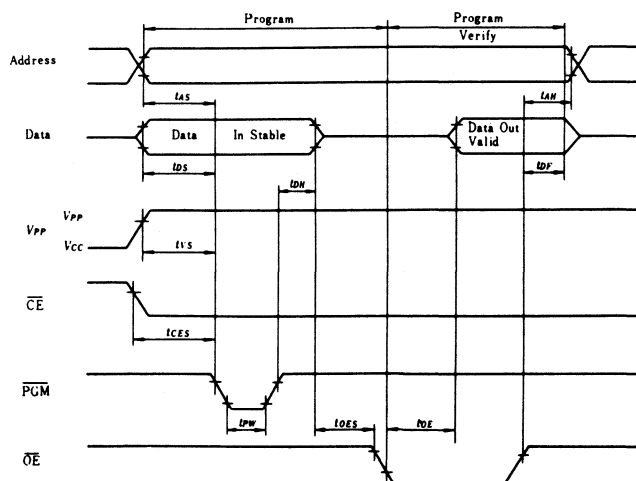 Program
Program
Verify
Address
tAS
tAH
Data
Data
In Stable
Data Out
Valid
tDS
tDH
tDF
VPP
VPP
VCC
tVS
CE
tCES
PGM
tPW
tOES
tOE
OE